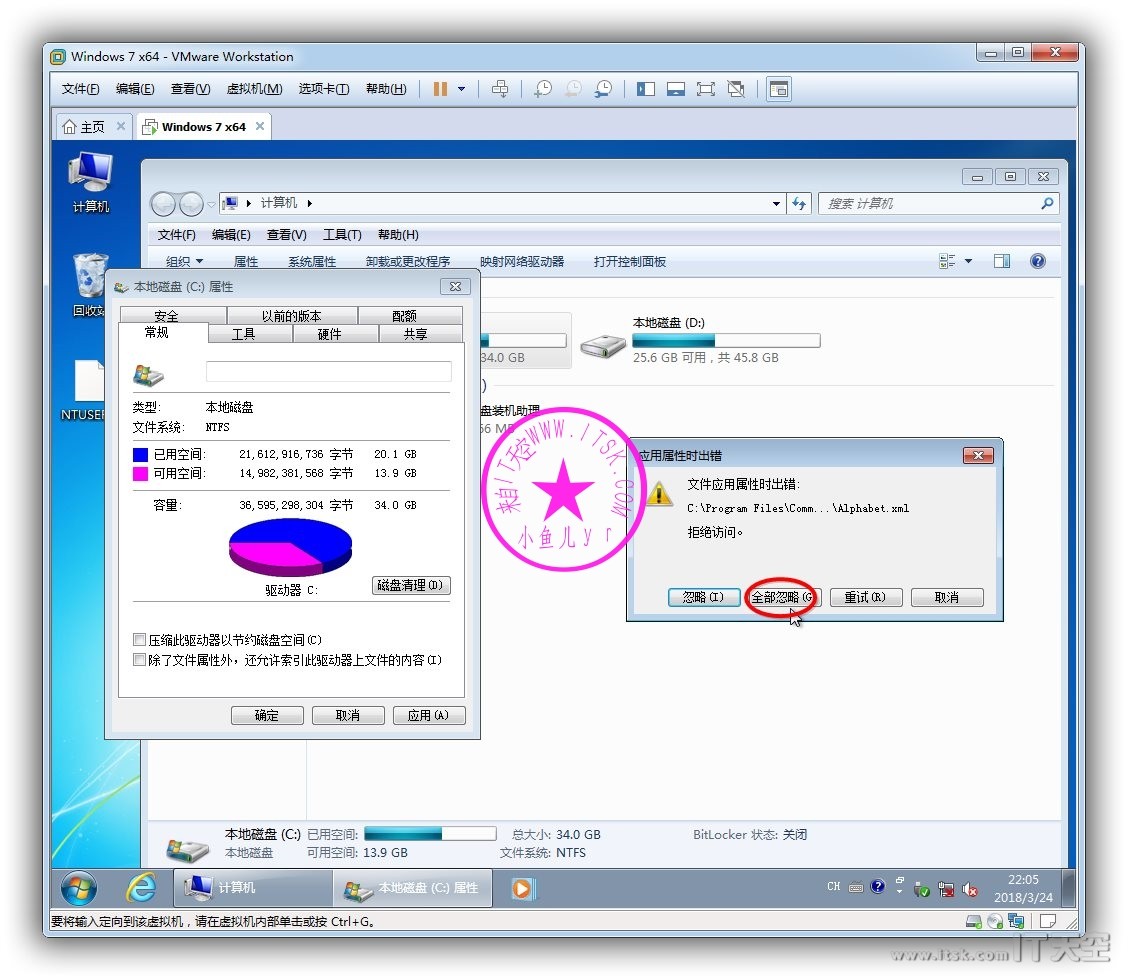 Windows 7 x64 - VMware Workstation
文件(F) 编辑(E) 查看(V) 虚拟机(M) 选项卡(T) 帮助(H)
主页 Windows 7 x64
计算机
计算机
搜索 计算机
文件(F) 编辑(E) 查看(V) 工具(T) 帮助(H)
组织 属性 系统属性 卸载或更改程序 映射网络驱动器 打开控制面板
回收站
NTUSER
本地磁盘 (C:) 属性
安全 以前的版本 配额
常规 工具 硬件 共享
类型: 本地磁盘
文件系统: NTFS
已用空间: 21,612,916,736 字节 20.1 GB
可用空间: 14,982,381,568 字节 13.9 GB
容量: 36,595,298,304 字节 34.0 GB
驱动器 C:
磁盘清理(D)
压缩此驱动器以节约磁盘空间(C)
除了文件属性外，还允许索引此驱动器上文件的内容(I)
确定 取消 应用(A)
34.0 GB
本地磁盘 (D:)
25.6 GB 可用，共 45.8 GB
盘装机助理
66 MB
来自IT天空WWW.ITSK.COM
小鱼儿yr
应用属性时出错
文件应用属性时出错:
C:\Program Files\Comm...\Alphabet.xml
拒绝访问。
忽略(I) 全部忽略(G 重试(R) 取消
本地磁盘 (C:) 已用空间: 总大小: 34.0 GB BitLocker 状态: 关闭
本地磁盘 可用空间: 13.9 GB 文件系统: NTFS
计算机 本地磁盘 (C:) 属性 CH 22:05
2018/3/24
要将输入定向到该虚拟机，请在虚拟机内部单击或按 Ctrl+G。
www.itsk.com IT天空